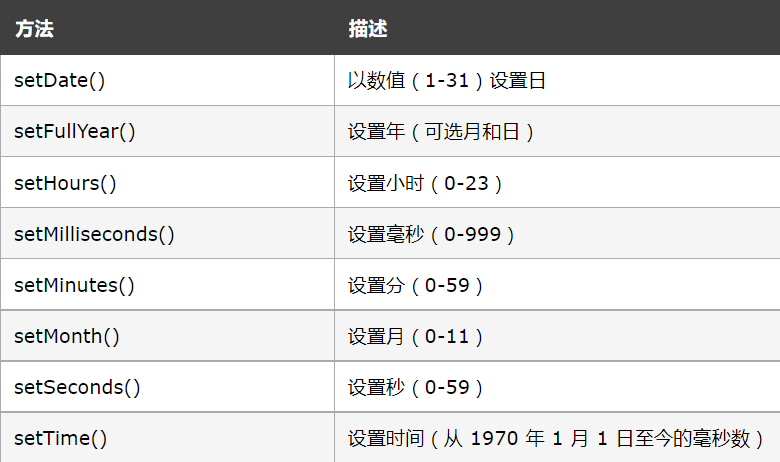 方法 描述
setDate() 以数值（1-31）设置日
setFullYear() 设置年（可选月和日）
setHours() 设置小时（0-23）
setMilliseconds() 设置毫秒（0-999）
setMinutes() 设置分（0-59）
setMonth() 设置月（0-11）
setSeconds() 设置秒（0-59）
setTime() 设置时间（从 1970 年 1 月 1 日至今的毫秒数）